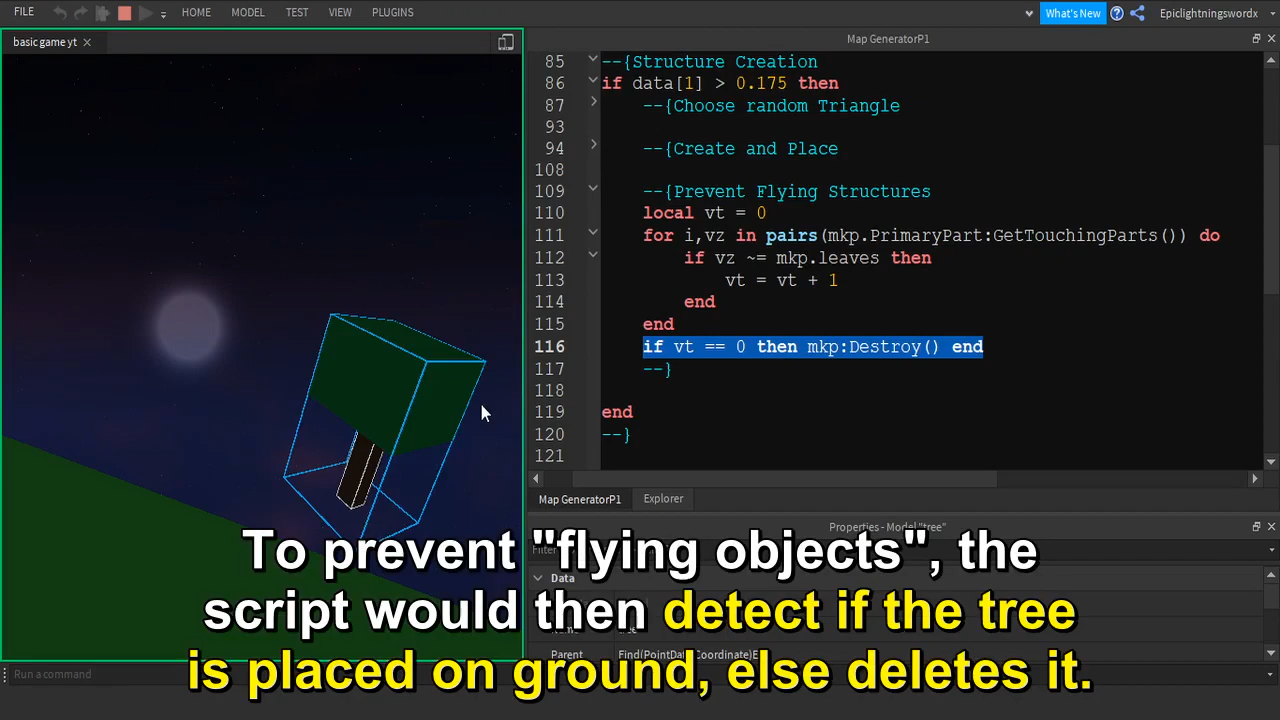 FILE
HOME
MODEL
TEST
VIEW
PLUGINS
What's New
Epiclightningswordx
basic game yt
Map GeneratorP1
85 --{Structure Creation
86 if data[1] > 0.175 then
87 --{Choose random Triangle
93
94 --{Create and Place
108
109 --{Prevent Flying Structures
110 local vt = 0
111 for i,vz in pairs(mkp.PrimaryPart:GetTouchingParts()) do
112 if vz ~= mkp.leaves then
113 vt = vt + 1
114 end
115 end
116 if vt == 0 then mkp:Destroy() end
117 --}
118
119 end
120 --}
121
Map GeneratorP1
Explorer
Properties - Model "tree"
Data
Parent
Find(PointDataCoordinate)E
To prevent "flying objects", the
script would then detect if the tree
is placed on ground, else deletes it.
Run a command